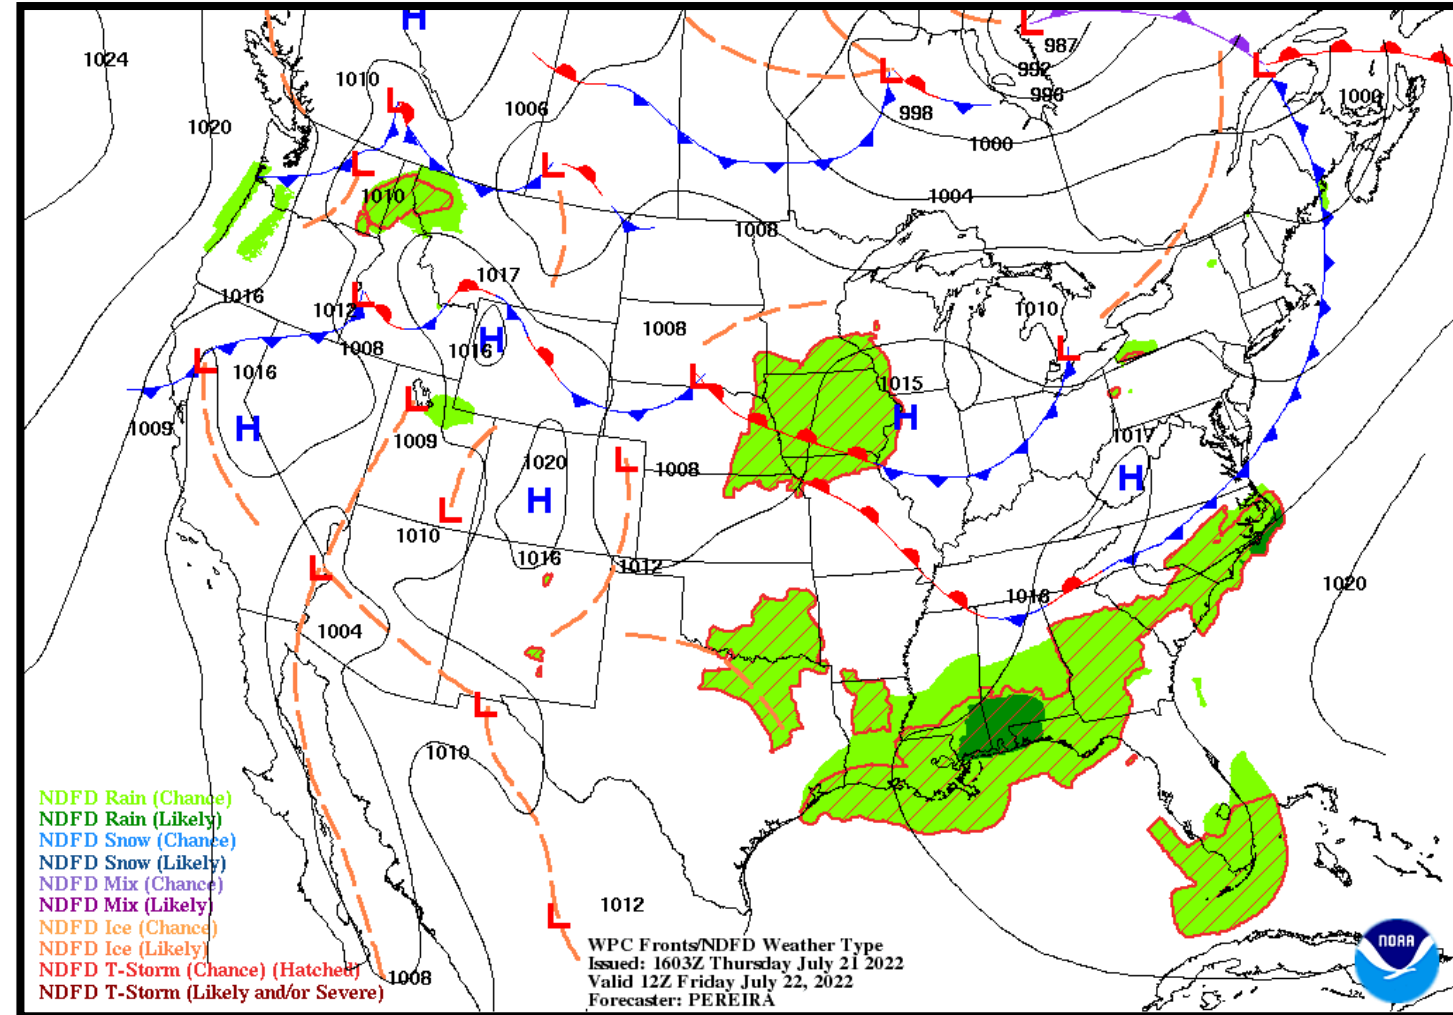 H
L
987
1024
992
L
L
1010
996
1000
L
998
1006
1020
1000
L
L
1010
1004
1008
1017
1016
L
1012
1010
1008
H
1008
1016
L
L
1016
L
1015
L
H
1009
H
1009
1017
L
1020
1008
H
H
L
1010
1016
1012
L
1020
1018
1004
L
1010
NDFD Rain (Chance)
NDFD Rain (Likely)
NDFD Snow (Chance)
NDFD Snow (Likely)
NDFD Mix (Chance)
NDFD Mix (Likely)
NDFD Ice (Chance)
NDFD Ice (Likely)
NDFD T-Storm (Chance) (Hatched)
NDFD T-Storm (Likely and/or Severe)
1008
L
1012
WPC Fronts/NDFD Weather Type
Issued: 1603Z Thursday July 21 2022
Valid 12Z Friday July 22, 2022
Forecaster: PEREIRA
NOAA